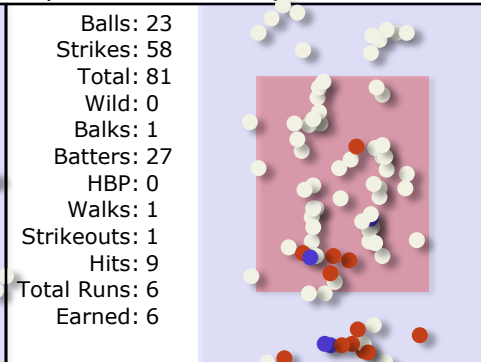 Balls: 23
Strikes: 58
Total: 81
Wild: 0
Balks: 1
Batters: 27
HBP: 0
Walks: 1
Strikeouts: 1
Hits: 9
Total Runs: 6
Earned: 6